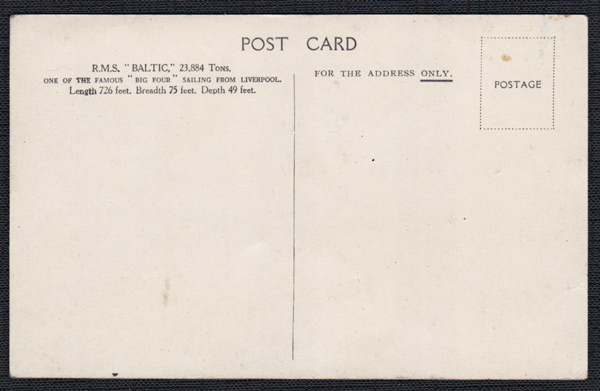 POST CARD
R.M.S. "BALTIC," 23,884 TONS,
ONE OF THE FAMOUS "BIG FOUR" SAILING FROM LIVERPOOL.
Length 726 feet. Breadth 75 feet. Depth 49 feet.
FOR THE ADDRESS ONLY.
POSTAGE